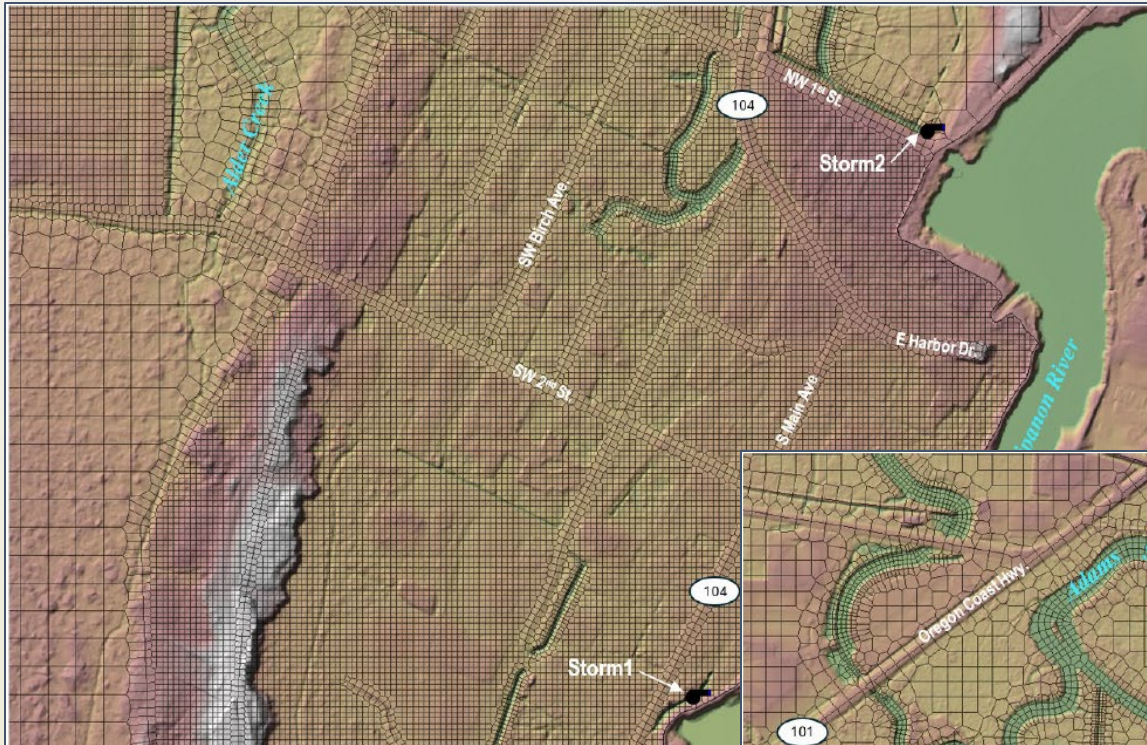 NW 1st St.
104
Storm2
Alder Creek
SW Birch Ave.
E Harbor Dr.
SW 2nd St.
S Main Ave
River
104
Storm1
Adams
Oregon Coast Hwy.
101